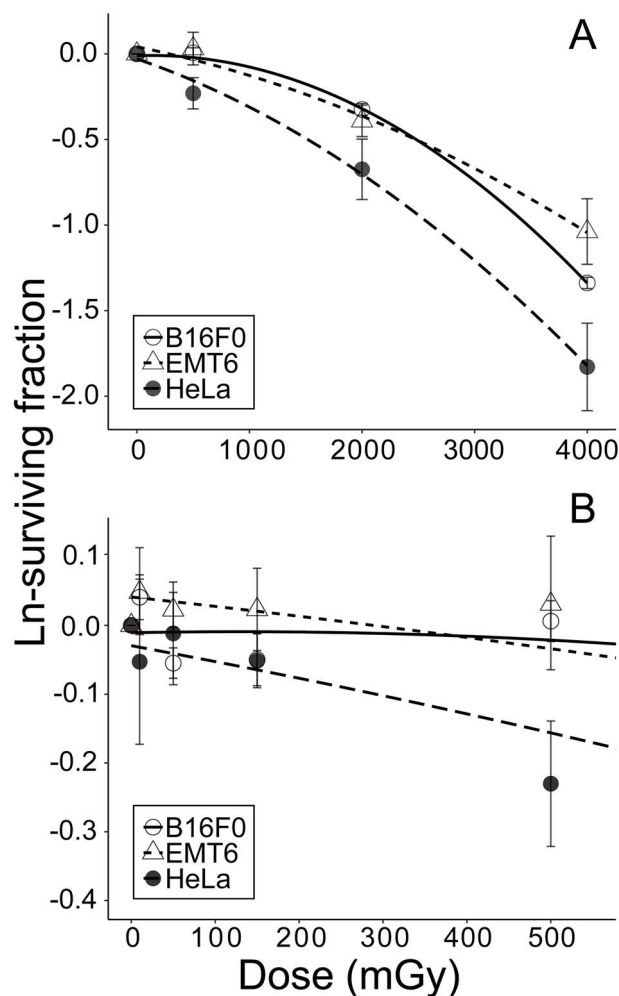 A
0.0
-0.5
-1.0
-1.5
-2.0
B16F0
EMT6
HeLa
0 1000 2000 3000 4000
Ln-surviving fraction
B
0.1
0.0
-0.1
-0.2
-0.3
-0.4
B16F0
EMT6
HeLa
0 100 200 300 400 500
Dose (mGy)